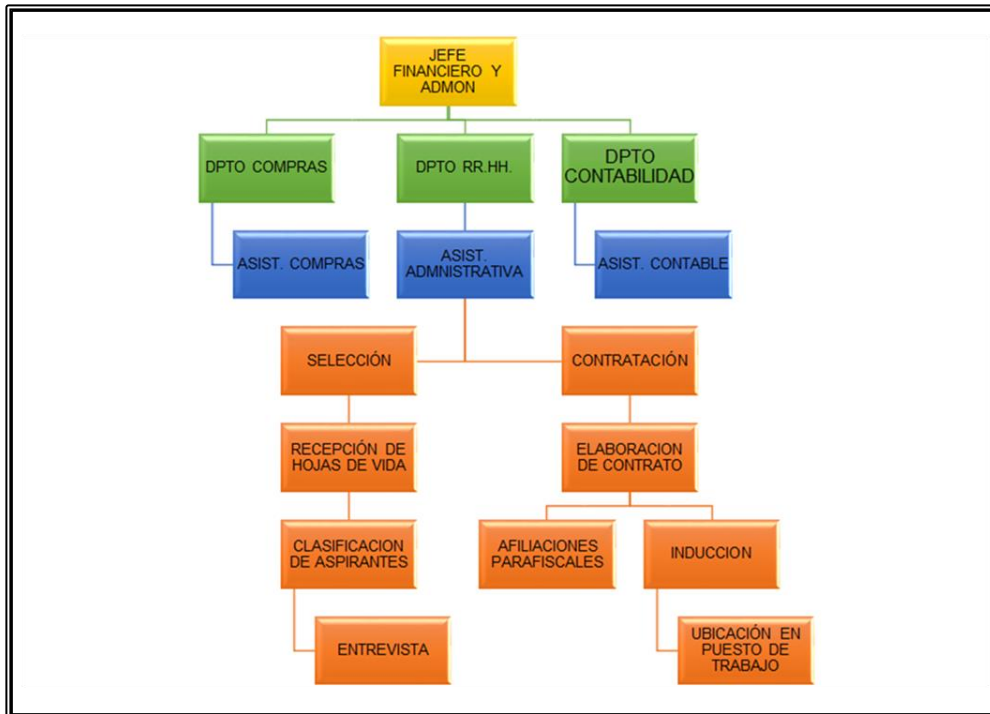 JEFE
FINANCIERO Y
ADMON
DPTO COMPRAS
DPTO RR.HH.
DPTO
CONTABILIDAD
ASIST. COMPRAS
ASIST.
ADMNISTRATIVA
ASIST. CONTABLE
SELECCIÓN
CONTRATACIÓN
RECEPCIÓN DE
HOJAS DE VIDA
ELABORACION
DE CONTRATO
CLASIFICACION
DE ASPIRANTES
AFILIACIONES
PARAFISCALES
INDUCCION
ENTREVISTA
UBICACIÓN EN
PUESTO DE
TRABAJO